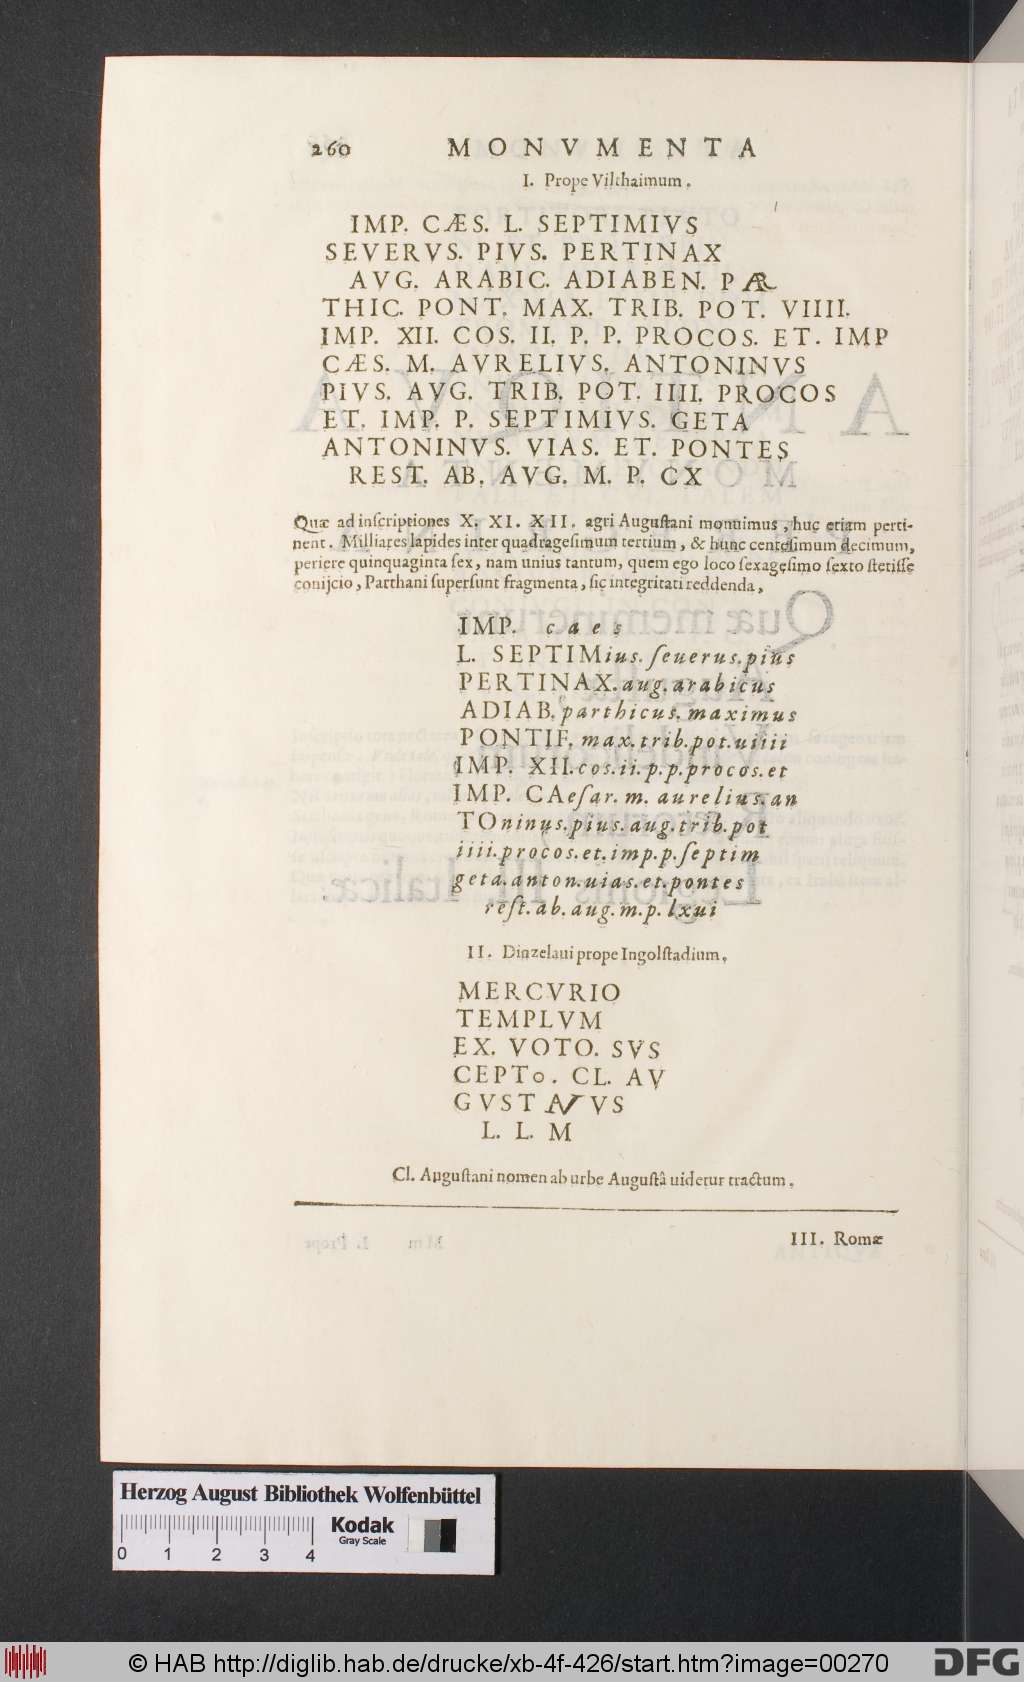 260 MONVMENTA
I. Prope Vilthaimum.
IMP. CÆS. L. SEPTIMIVS
SEVERVS. PIVS. PERTINAX
AVG. ARABIC. ADIABEN. PAR
THIC. PONT. MAX. TRIB. POT. VIIII.
IMP. XII. COS. II. P. P. PROCOS. ET. IMP
CÆS. M. AVRELIVS. ANTONINVS
PIVS. AVG. TRIB. POT. IIII. PROCOS
ET. IMP. P. SEPTIMIVS. GETA
ANTONINVS. VIAS. ET. PONTES
REST. AB. AVG. M. P. CX
Quæ ad inſcriptiones X. XI. XII. agri Auguſtani monuimus, huc etiam perti-
nent. Milliares lapides inter quadrageſimum tertium, & hunc centeſimum decimum,
periere quinquaginta ſex, nam unius tantum, quem ego loco ſexageſimo ſexto ſtetiſſe
conijcio, Parthani ſuperſunt fragmenta, ſic integritati reddenda,
IMP. caes
L. SEPTIMius. ſeuerus. pius
PERTINAX. aug. arabicus
ADIAB. parthicus. maximus
PONTIF. max. trib. pot. uiiii
IMP. XII. cos. ii. p. p. procos. et
IMP. CAeſar. m. aurelius. an
TOninus. pius. aug. trib. pot
iiii. procos. et. imp. p. ſeptim
geta. anton. uias. et. pontes
reſt. ab. aug. m. p. lxui
II. Dinzelaui prope Ingolſtadium.
MERCVRIO
TEMPLVM
EX. VOTO. SVS
CEPTo. CL. AV
GVSTANVS
L. L. M
Cl. Auguſtani nomen ab urbe Auguſtâ uidetur tractum.
III. Romæ
Herzog August Bibliothek Wolfenbüttel
Kodak
Gray Scale
0 1 2 3 4
© HAB http://diglib.hab.de/drucke/xb-4f-426/start.htm?image=00270
DFG